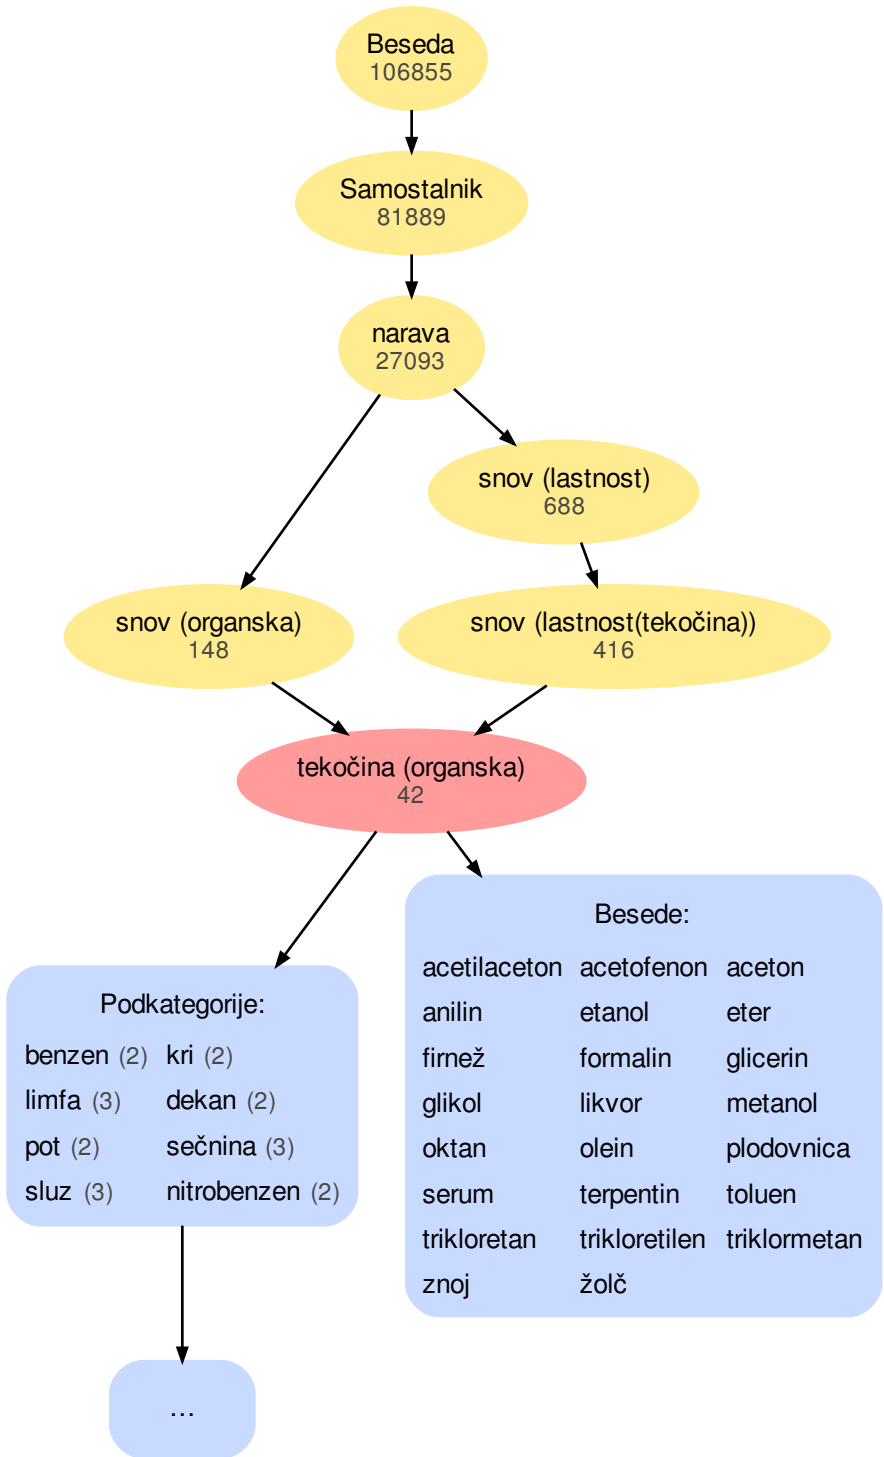 Beseda
106855
Samostalnik
81889
narava
27093
snov (lastnost)
688
snov (organska)
148
snov (lastnost(tekočina))
416
tekočina (organska)
42
Besede:
acetilaceton acetofenon aceton
anilin etanol eter
firnež formalin glicerin
glikol likvor metanol
oktan olein plodovnica
serum terpentin toluen
trikloretan trikloretilen triklormetan
znoj žolč
Podkategorije:
benzen (2) kri (2)
limfa (3) dekan (2)
pot (2) sečnina (3)
sluz (3) nitrobenzen (2)
...